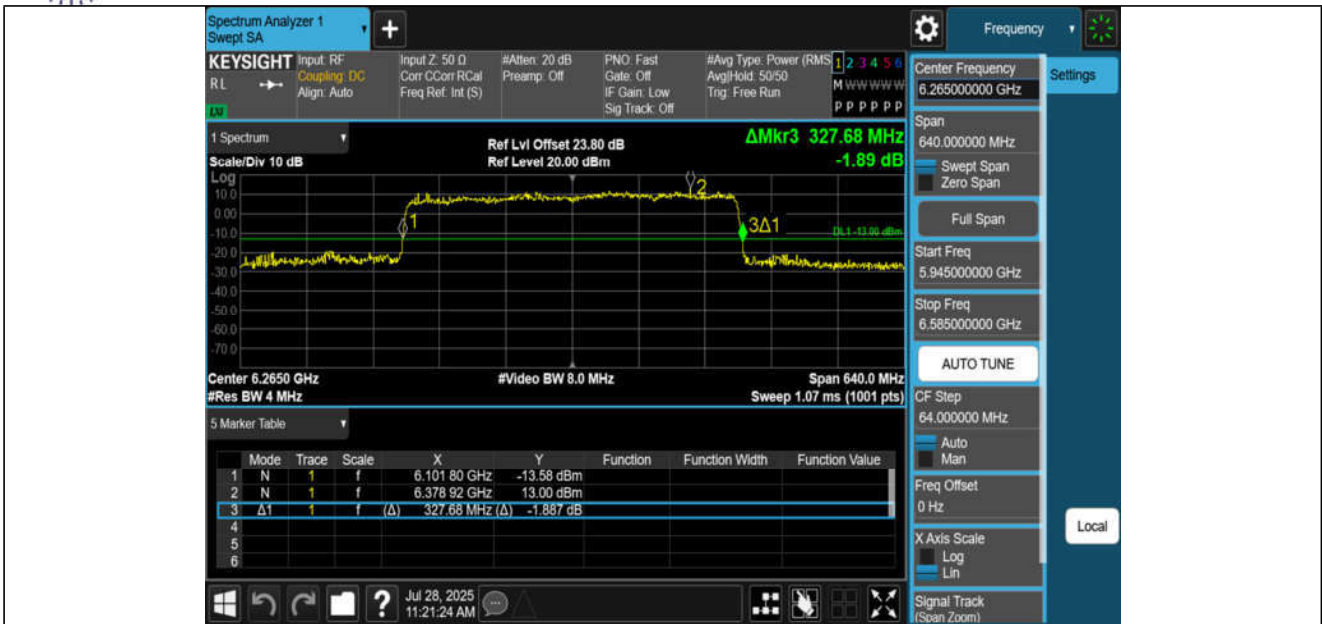 Spectrum Analyzer 1
Swept SA
+
Frequency
KEYSIGHT
RL
LV
Input: RF
Coupling: DC
Align: Auto
Input Z: 50 Ω
Corr CCorr RCal
Freq Ref: Int (S)
#Atten: 20 dB
Preamp: Off
PNO: Fast
Gate: Off
IF Gain: Low
Sig Track: Off
#Avg Type: Power (RMS
Avg|Hold: 50/50
Trig: Free Run
1 2 3 4 5 6
M W W W W W
P P P P P P
1 Spectrum
Scale/Div 10 dB
Log
Ref Lvl Offset 23.80 dB
Ref Level 20.00 dBm
ΔMkr3 327.68 MHz
-1.89 dB
10.0
0.00
-10.0
-20.0
-30.0
-40.0
-50.0
-60.0
-70.0
1
2
3Δ1
DL1 -13.00 dBm
Center 6.2650 GHz
#Res BW 4 MHz
#Video BW 8.0 MHz
Span 640.0 MHz
Sweep 1.07 ms (1001 pts)
5 Marker Table
Mode Trace Scale X Y Function Function Width Function Value
1 N 1 f 6.101 80 GHz -13.58 dBm
2 N 1 f 6.378 92 GHz 13.00 dBm
3 Δ1 1 f (Δ) 327.68 MHz (Δ) -1.887 dB
4
5
6
?
Jul 28, 2025
11:21:24 AM
Center Frequency
6.265000000 GHz
Span
640.000000 MHz
Swept Span
Zero Span
Full Span
Start Freq
5.945000000 GHz
Stop Freq
6.585000000 GHz
AUTO TUNE
CF Step
64.000000 MHz
Auto
Man
Freq Offset
0 Hz
X Axis Scale
Log
Lin
Signal Track
(Span Zoom)
Settings
Local